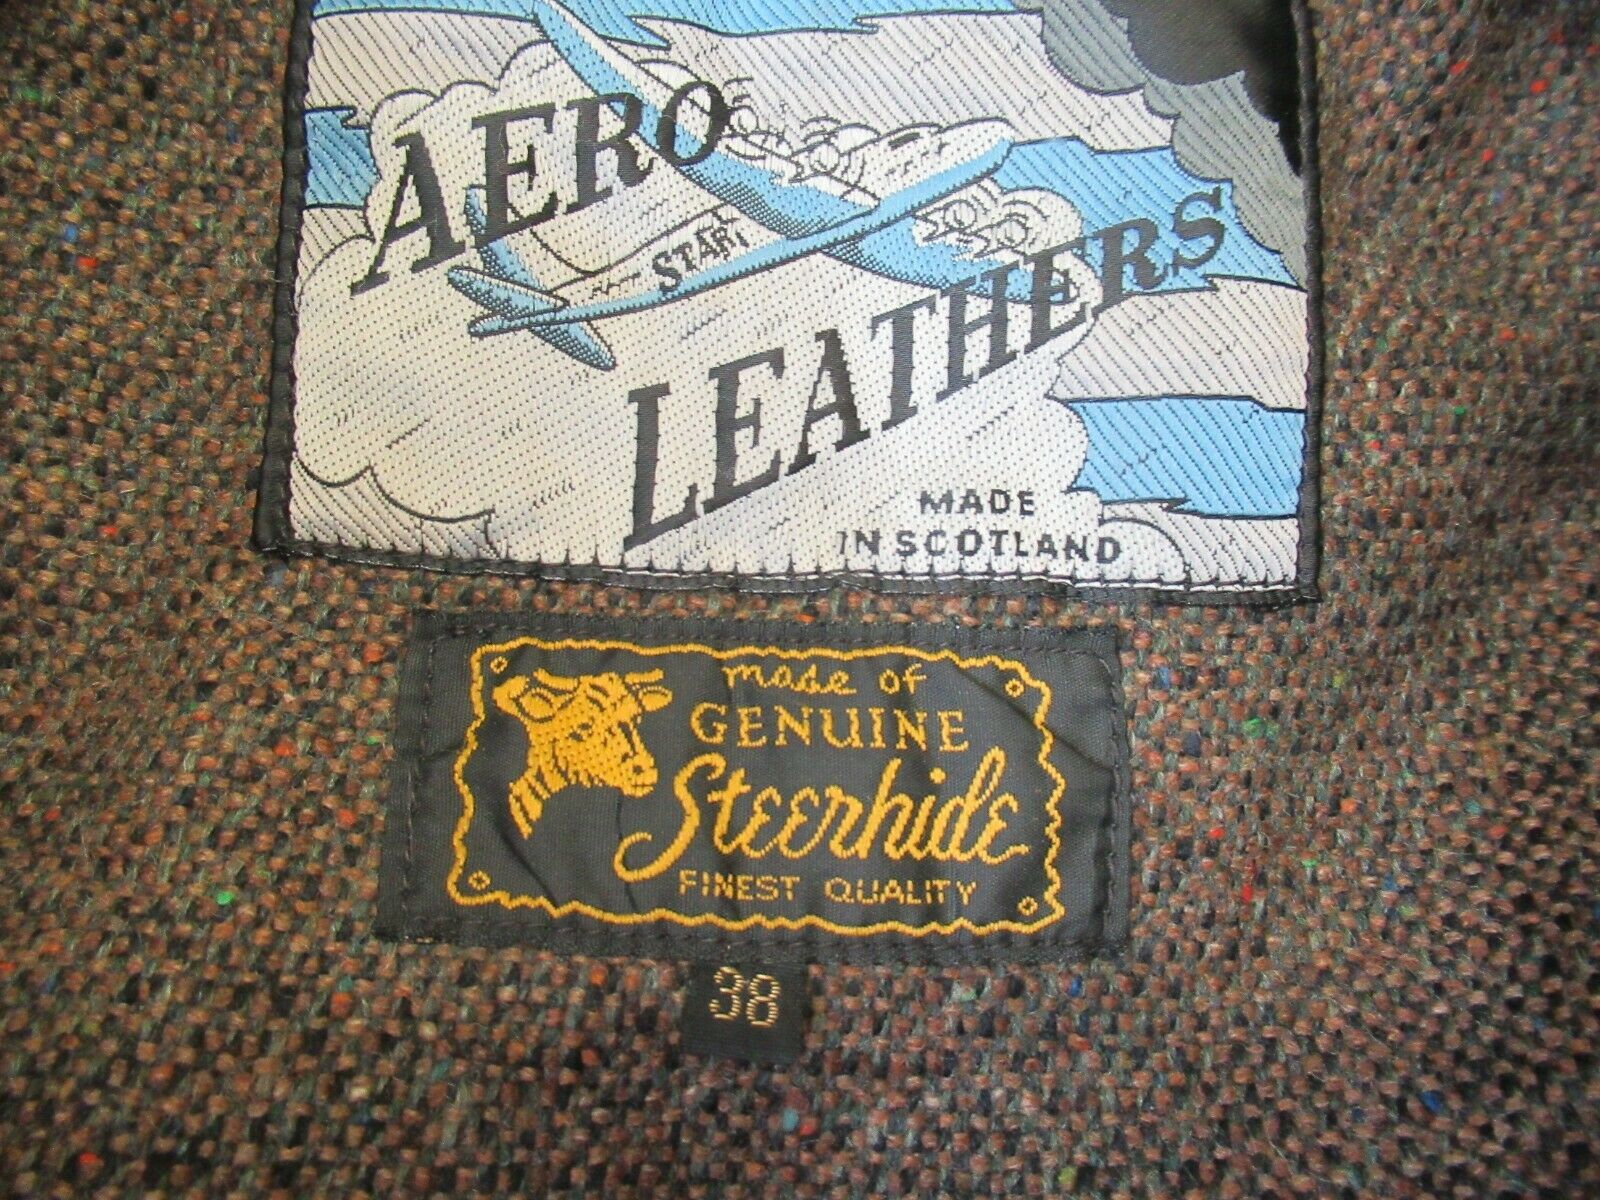 AERO
STAR
LEATHERS
MADE
IN SCOTLAND
made of
GENUINE
Steerhide
FINEST QUALITY
38